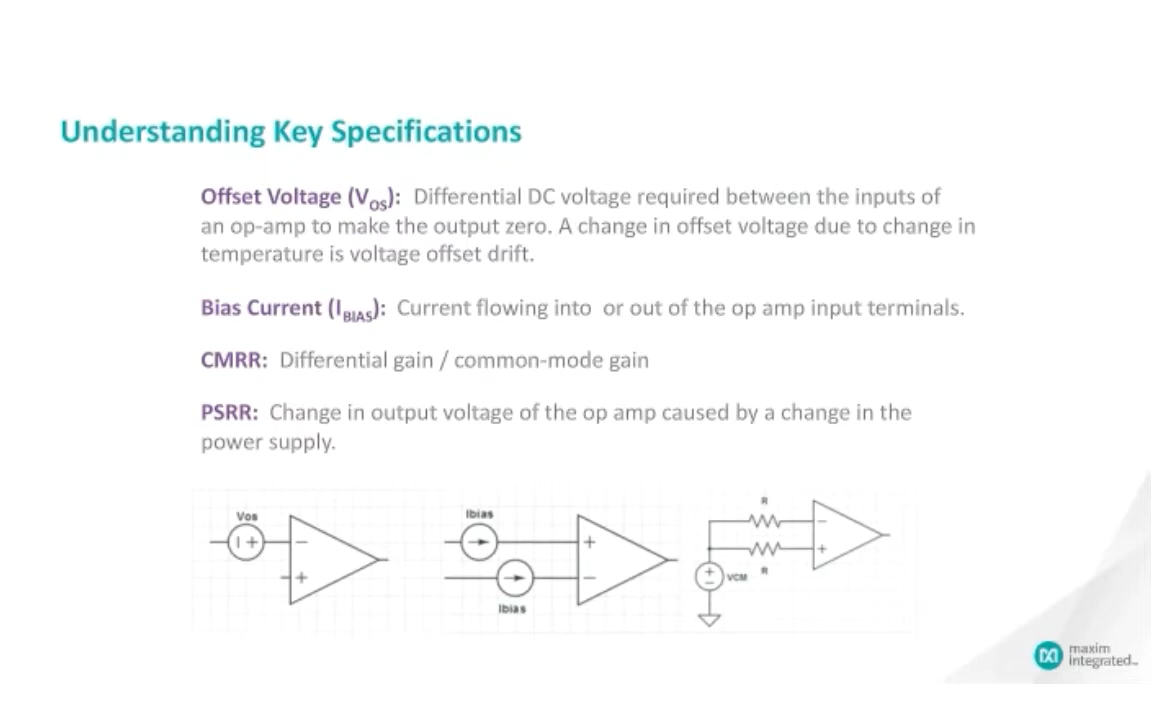 Understanding Key Specifications
Offset Voltage (VOS): Differential DC voltage required between the inputs of
an op-amp to make the output zero. A change in offset voltage due to change in
temperature is voltage offset drift.
Bias Current (IBIAS): Current flowing into or out of the op amp input terminals.
CMRR: Differential gain / common-mode gain
PSRR: Change in output voltage of the op amp caused by a change in the
power supply.
Vos
Ibias
Ibias
R
R
VCM
maxim
integrated™